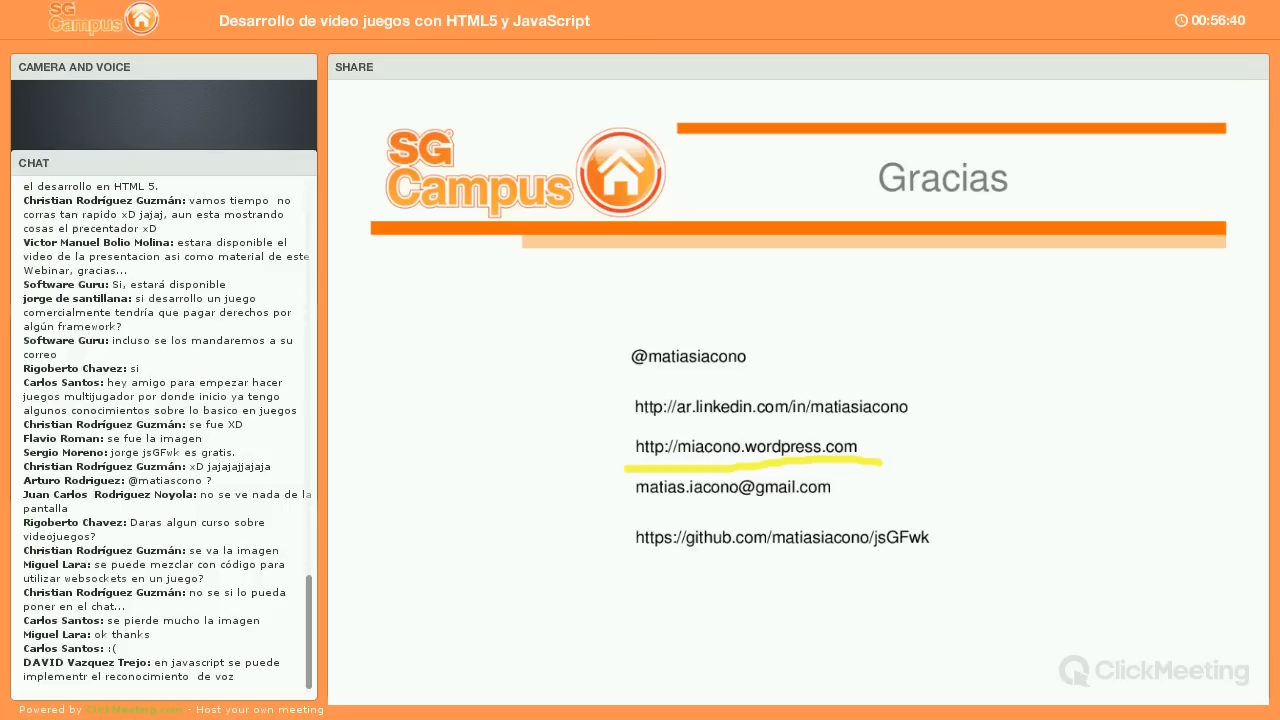 SG Campus
Desarrollo de video juegos con HTML5 y JavaScript
00:56:40
CAMERA AND VOICE
CHAT
el desarrollo en HTML 5.
Christian Rodríguez Guzmán: vamos tiempo no
corras tan rapido xD jajaj, aun esta mostrando
cosas el precentador xD
Victor Manuel Bolio Molina: estara disponible el
video de la presentacion asi como material de este
Webinar, gracias...
Software Guru: Si, estará disponible
jorge de santillana: si desarrollo un juego
comercialmente tendría que pagar derechos por
algún framework?
Software Guru: incluso se los mandaremos a su
correo
Rigoberto Chavez: si
Carlos Santos: hey amigo para empezar hacer
juegos multijugador por donde inicio ya tengo
algunos conocimientos sobre lo basico en juegos
Christian Rodríguez Guzmán: se fue XD
Flavio Roman: se fue la imagen
Sergio Moreno: jorge jsGFwk es gratis.
Christian Rodríguez Guzmán: xD jajajajjajaja
Arturo Rodriguez: @matiascono ?
Juan Carlos Rodriguez Noyola: no se ve nada de la
pantalla
Rigoberto Chavez: Daras algun curso sobre
videojuegos?
Christian Rodríguez Guzmán: se va la imagen
Miguel Lara: se puede mezclar con código para
utilizar websockets en un juego?
Christian Rodríguez Guzmán: no se si lo pueda
poner en el chat...
Carlos Santos: se pierde mucho la imagen
Miguel Lara: ok thanks
Carlos Santos: :(
DAVID Vazquez Trejo: en javascript se puede
implementr el reconocimiento de voz
Powered by ClickMeeting.com - Host your own meeting
SHARE
SG
Campus
Gracias
@matiasiacono
http://ar.linkedin.com/in/matiasiacono
http://miacono.wordpress.com
matias.iacono@gmail.com
https://github.com/matiasiacono/jsGFwk
ClickMeeting